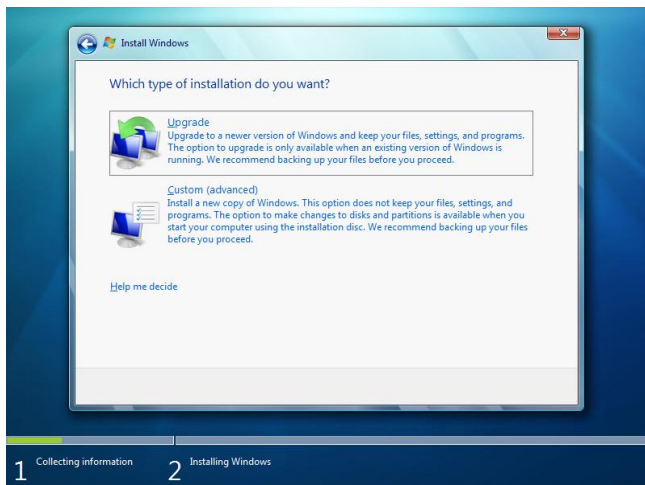 Install Windows
Which type of installation do you want?
Upgrade
Upgrade to a newer version of Windows and keep your files, settings, and programs.
The option to upgrade is only available when an existing version of Windows is
running. We recommend backing up your files before you proceed.
Custom (advanced)
Install a new copy of Windows. This option does not keep your files, settings, and
programs. The option to make changes to disks and partitions is available when you
start your computer using the installation disc. We recommend backing up your files
before you proceed.
Help me decide
1 Collecting information 2 Installing Windows